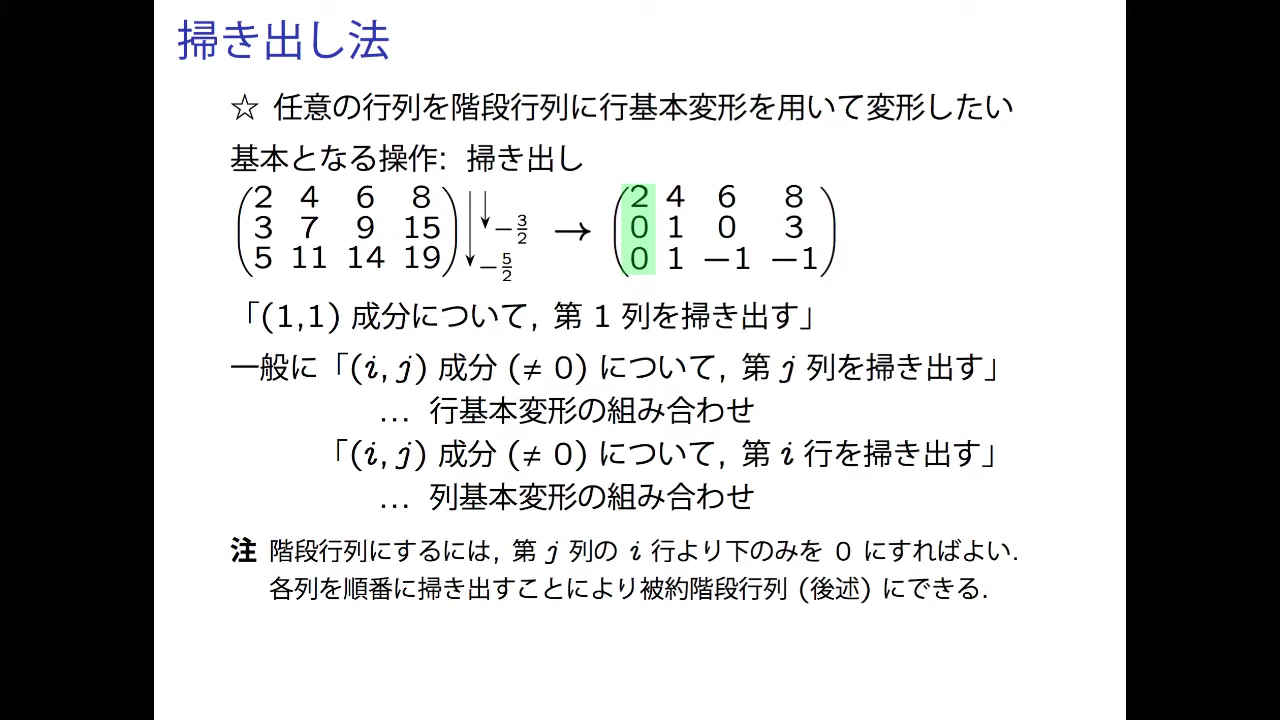 掃き出し法
☆ 任意の行列を階段行列に行基本変形を用いて変形したい
基本となる操作: 掃き出し
2 4 6 8 2 4 6 8
3 7 9 15 −3/2 → 0 1 0 3
5 11 14 19 −5/2 0 1 −1 −1
「(1,1) 成分について, 第 1 列を掃き出す」
一般に「(i, j) 成分 (≠ 0) について, 第 j 列を掃き出す」
… 行基本変形の組み合わせ
「(i, j) 成分 (≠ 0) について, 第 i 行を掃き出す」
… 列基本変形の組み合わせ
注 階段行列にするには, 第 j 列の i 行より下のみを 0 にすればよい.
各列を順番に掃き出すことにより被約階段行列 (後述) にできる.